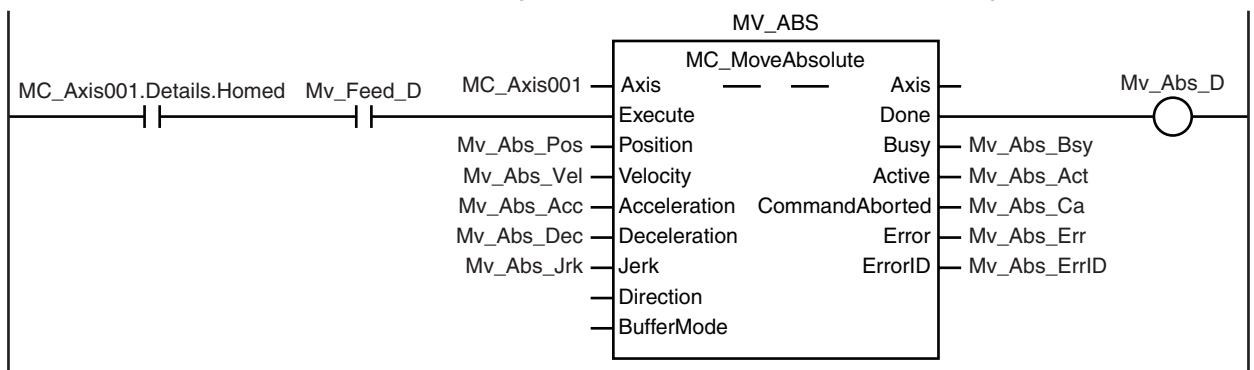 MV_ABS
MC_MoveAbsolute
MC_Axis001.Details.Homed Mv_Feed_D MC_Axis001 Axis Axis Mv_Abs_D
Execute Done
Mv_Abs_Pos Position Busy Mv_Abs_Bsy
Mv_Abs_Vel Velocity Active Mv_Abs_Act
Mv_Abs_Acc Acceleration CommandAborted Mv_Abs_Ca
Mv_Abs_Dec Deceleration Error Mv_Abs_Err
Mv_Abs_Jrk Jerk ErrorID Mv_Abs_ErrID
Direction
BufferMode